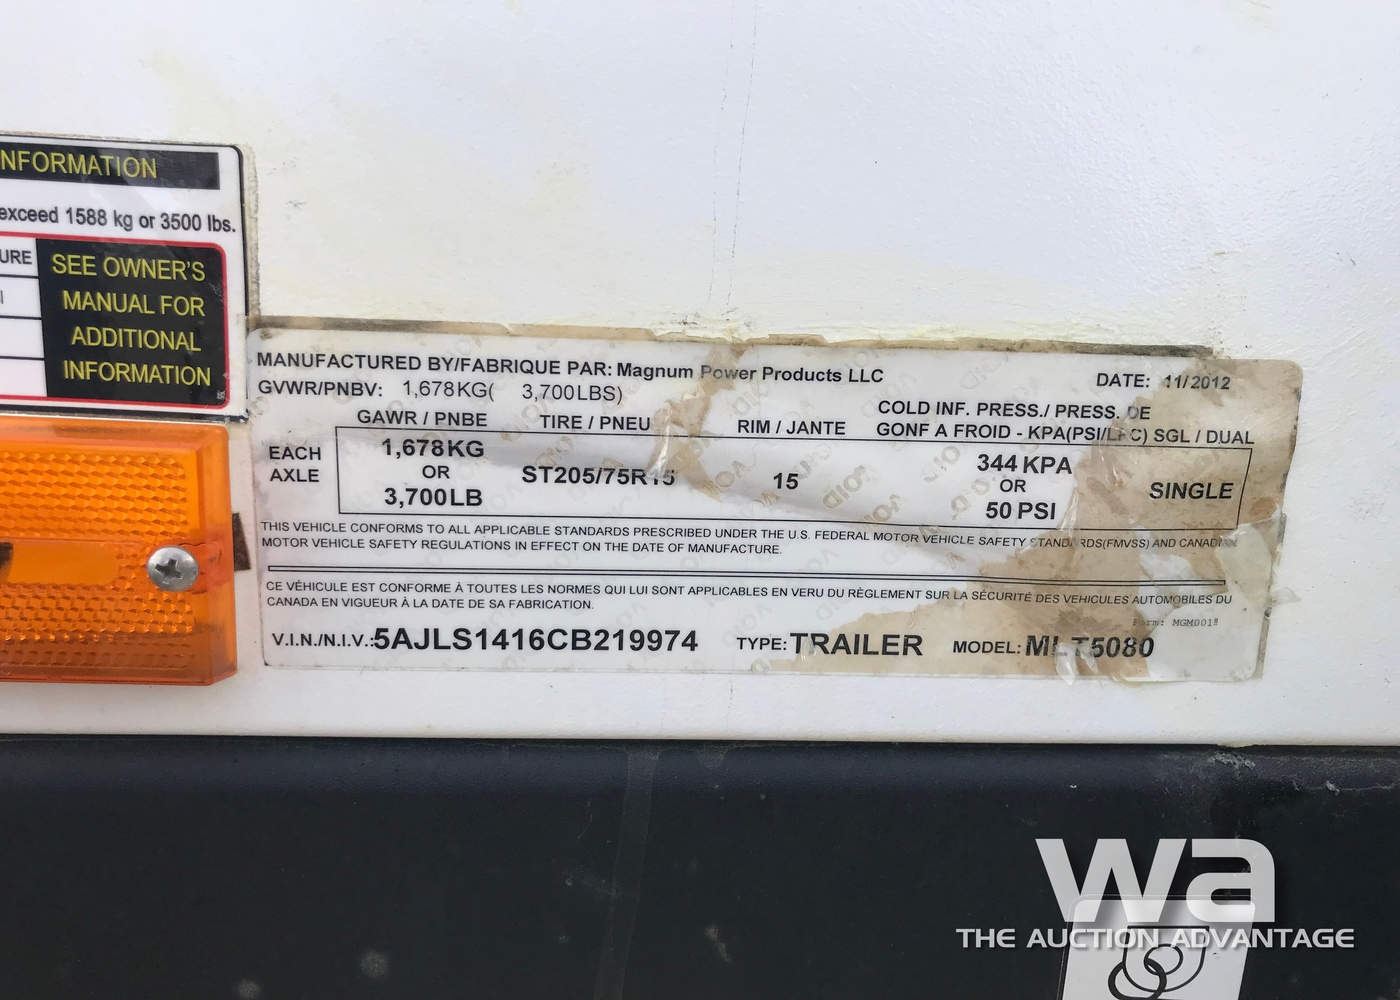 NFORMATION
exceed 1588 kg or 3500 lbs.
URE
SEE OWNER'S
MANUAL FOR
ADDITIONAL
INFORMATION
MANUFACTURED BY/FABRIQUE PAR: Magnum Power Products LLC
DATE: 11/2012
GVWR/PNBV: 1,678KG( 3,700LBS)
GAWR / PNBE TIRE / PNEU RIM / JANTE COLD INF. PRESS./ PRESS. DE
GONF A FROID - KPA(PSI/LPC) SGL / DUAL
EACH
AXLE
1,678KG
OR
3,700LB
ST205/75R15
15
344 KPA
OR
50 PSI
SINGLE
THIS VEHICLE CONFORMS TO ALL APPLICABLE STANDARDS PRESCRIBED UNDER THE U.S. FEDERAL MOTOR VEHICLE SAFETY STANDARDS(FMVSS) AND CANADIAN
MOTOR VEHICLE SAFETY REGULATIONS IN EFFECT ON THE DATE OF MANUFACTURE.
CE VÉHICULE EST CONFORME À TOUTES LES NORMES QUI LUI SONT APPLICABLES EN VERU DU RÈGLEMENT SUR LA SÉCURITÉ DES VEHICULES AUTOMOBILES DU
CANADA EN VIGUEUR À LA DATE DE SA FABRICATION.
Form: MGM001B
V.I.N./N.I.V.:5AJLS1416CB219974 TYPE: TRAILER MODEL: MLT5080
wa
THE AUCTION ADVANTAGE